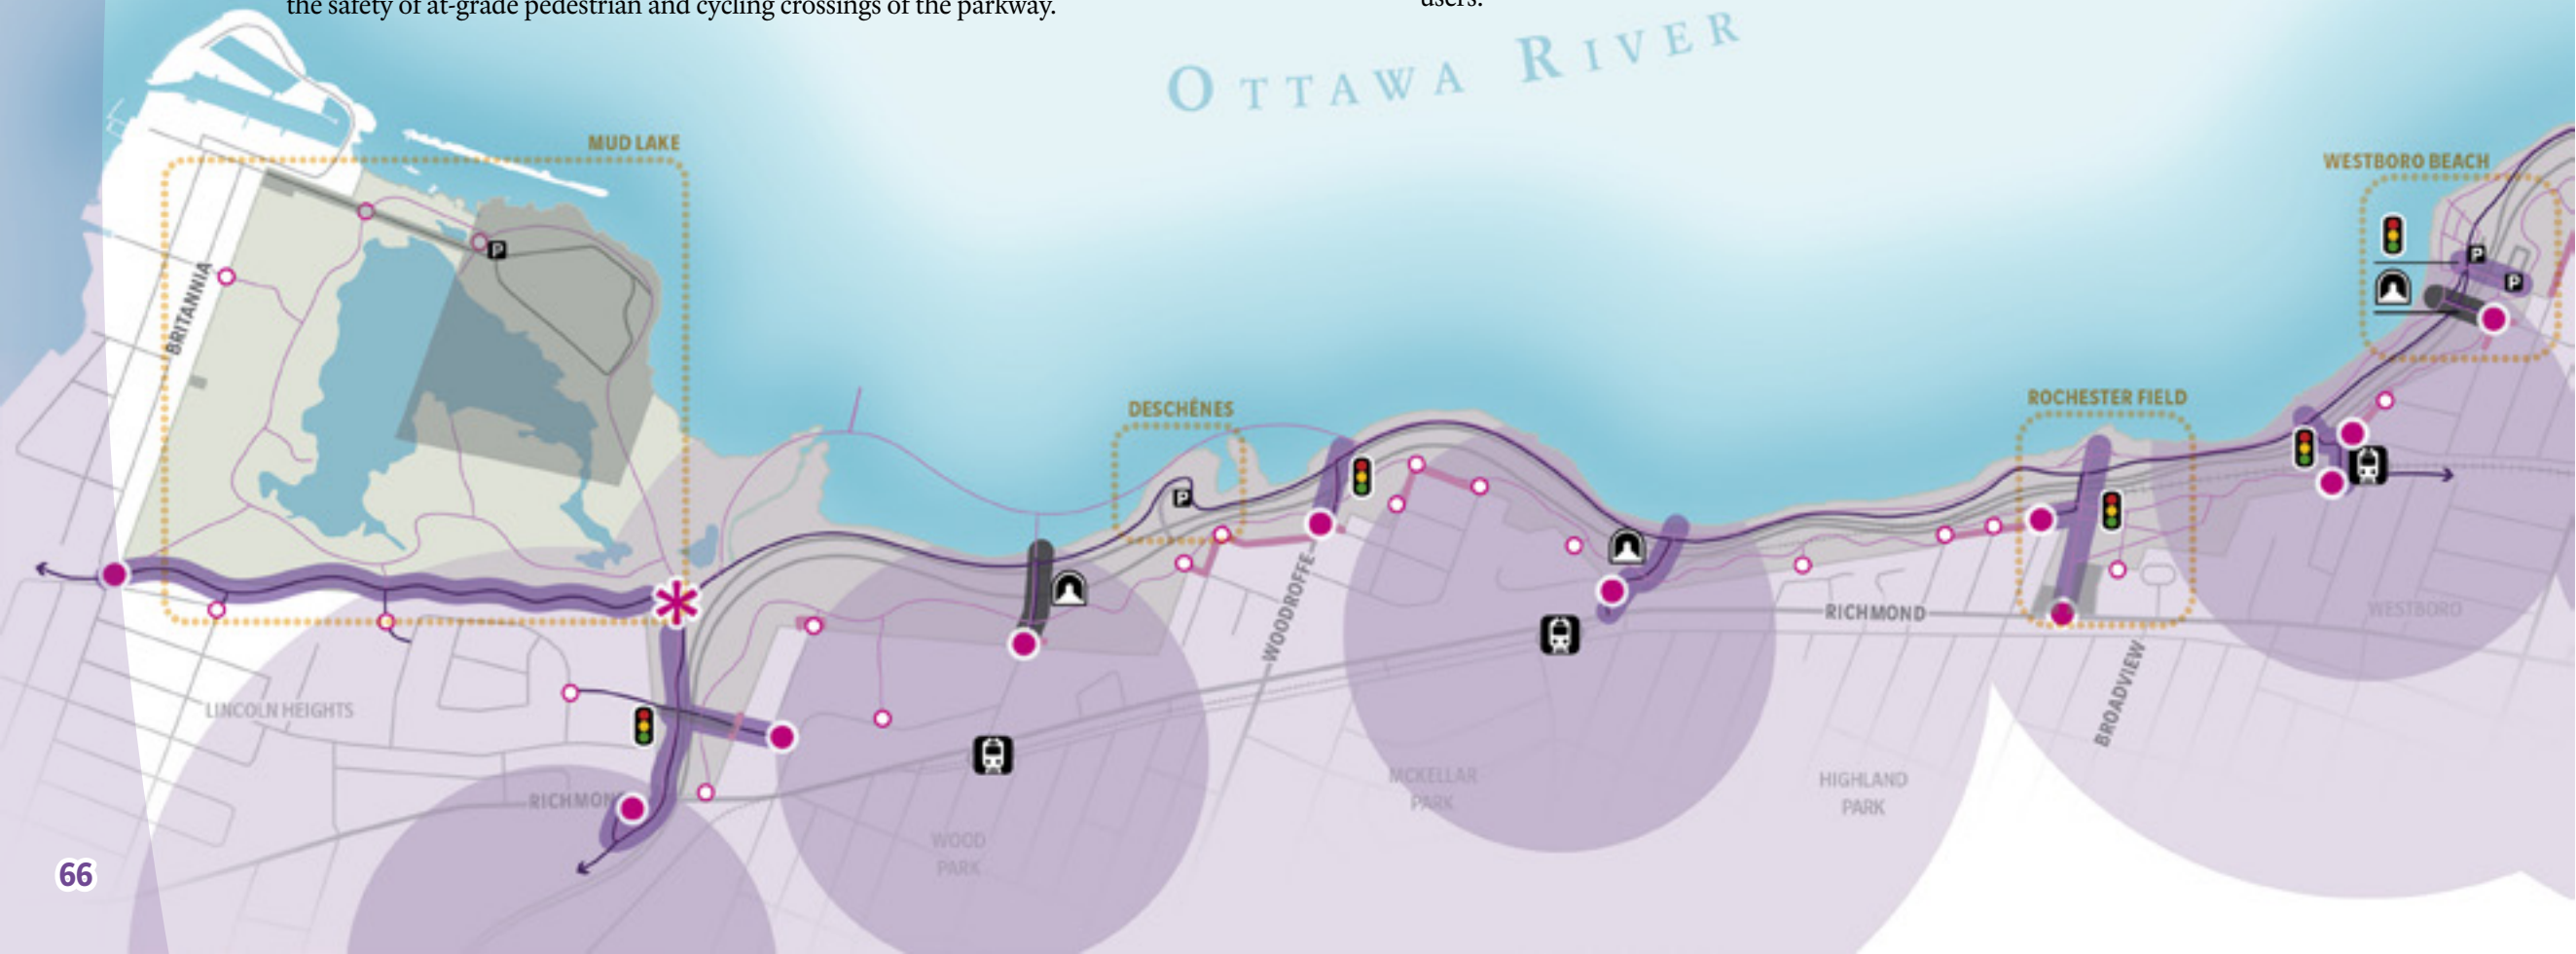 the safety of at-grade pedestrian and cycling crossings of the parkway.
users.
OTTAWA RIVER
MUD LAKE
WESTBORO BEACH
P
P
P
BRITANNIA
DESCHÊNES
ROCHESTER FIELD
P
WOODROFFE
RICHMOND
WESTBORO
BROADVIEW
LINCOLN HEIGHTS
MCKELLAR
PARK
HIGHLAND
PARK
RICHMON
WOOD
PARK
66